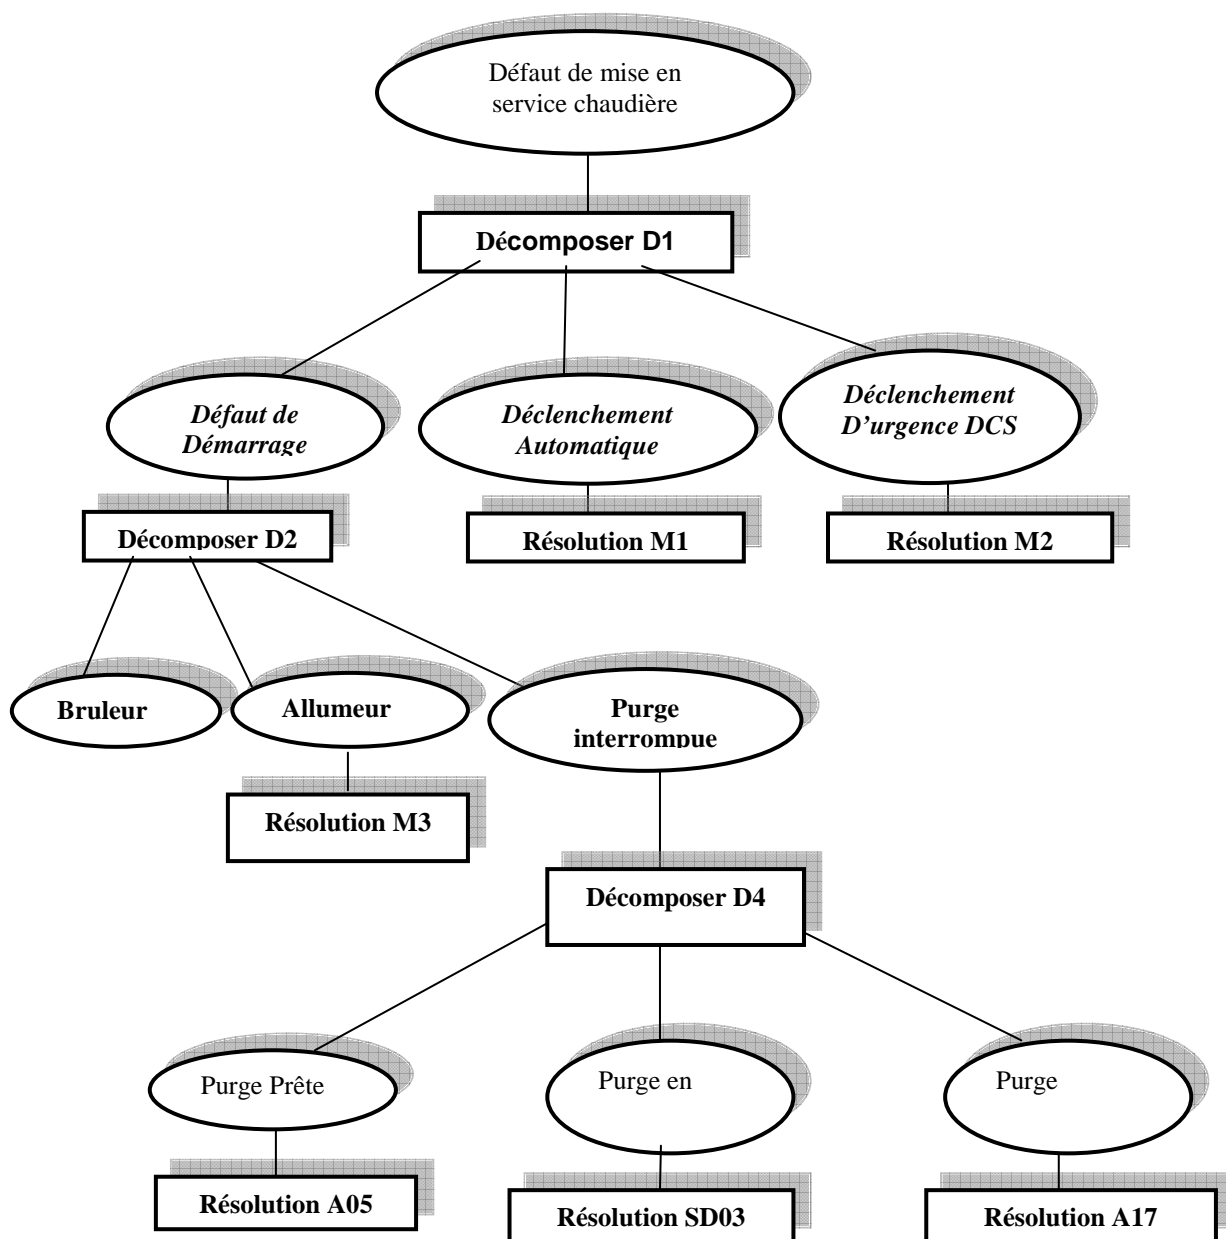 Défaut de mise en
service chaudière
Décomposer D1
Défaut de
Démarrage
Déclenchement
Automatique
Déclenchement
D'urgence DCS
Décomposer D2
Résolution M1
Résolution M2
Bruleur
Allumeur
Purge
interrompue
Résolution M3
Décomposer D4
Purge Prête
Purge en
Purge
Résolution A05
Résolution SD03
Résolution A17